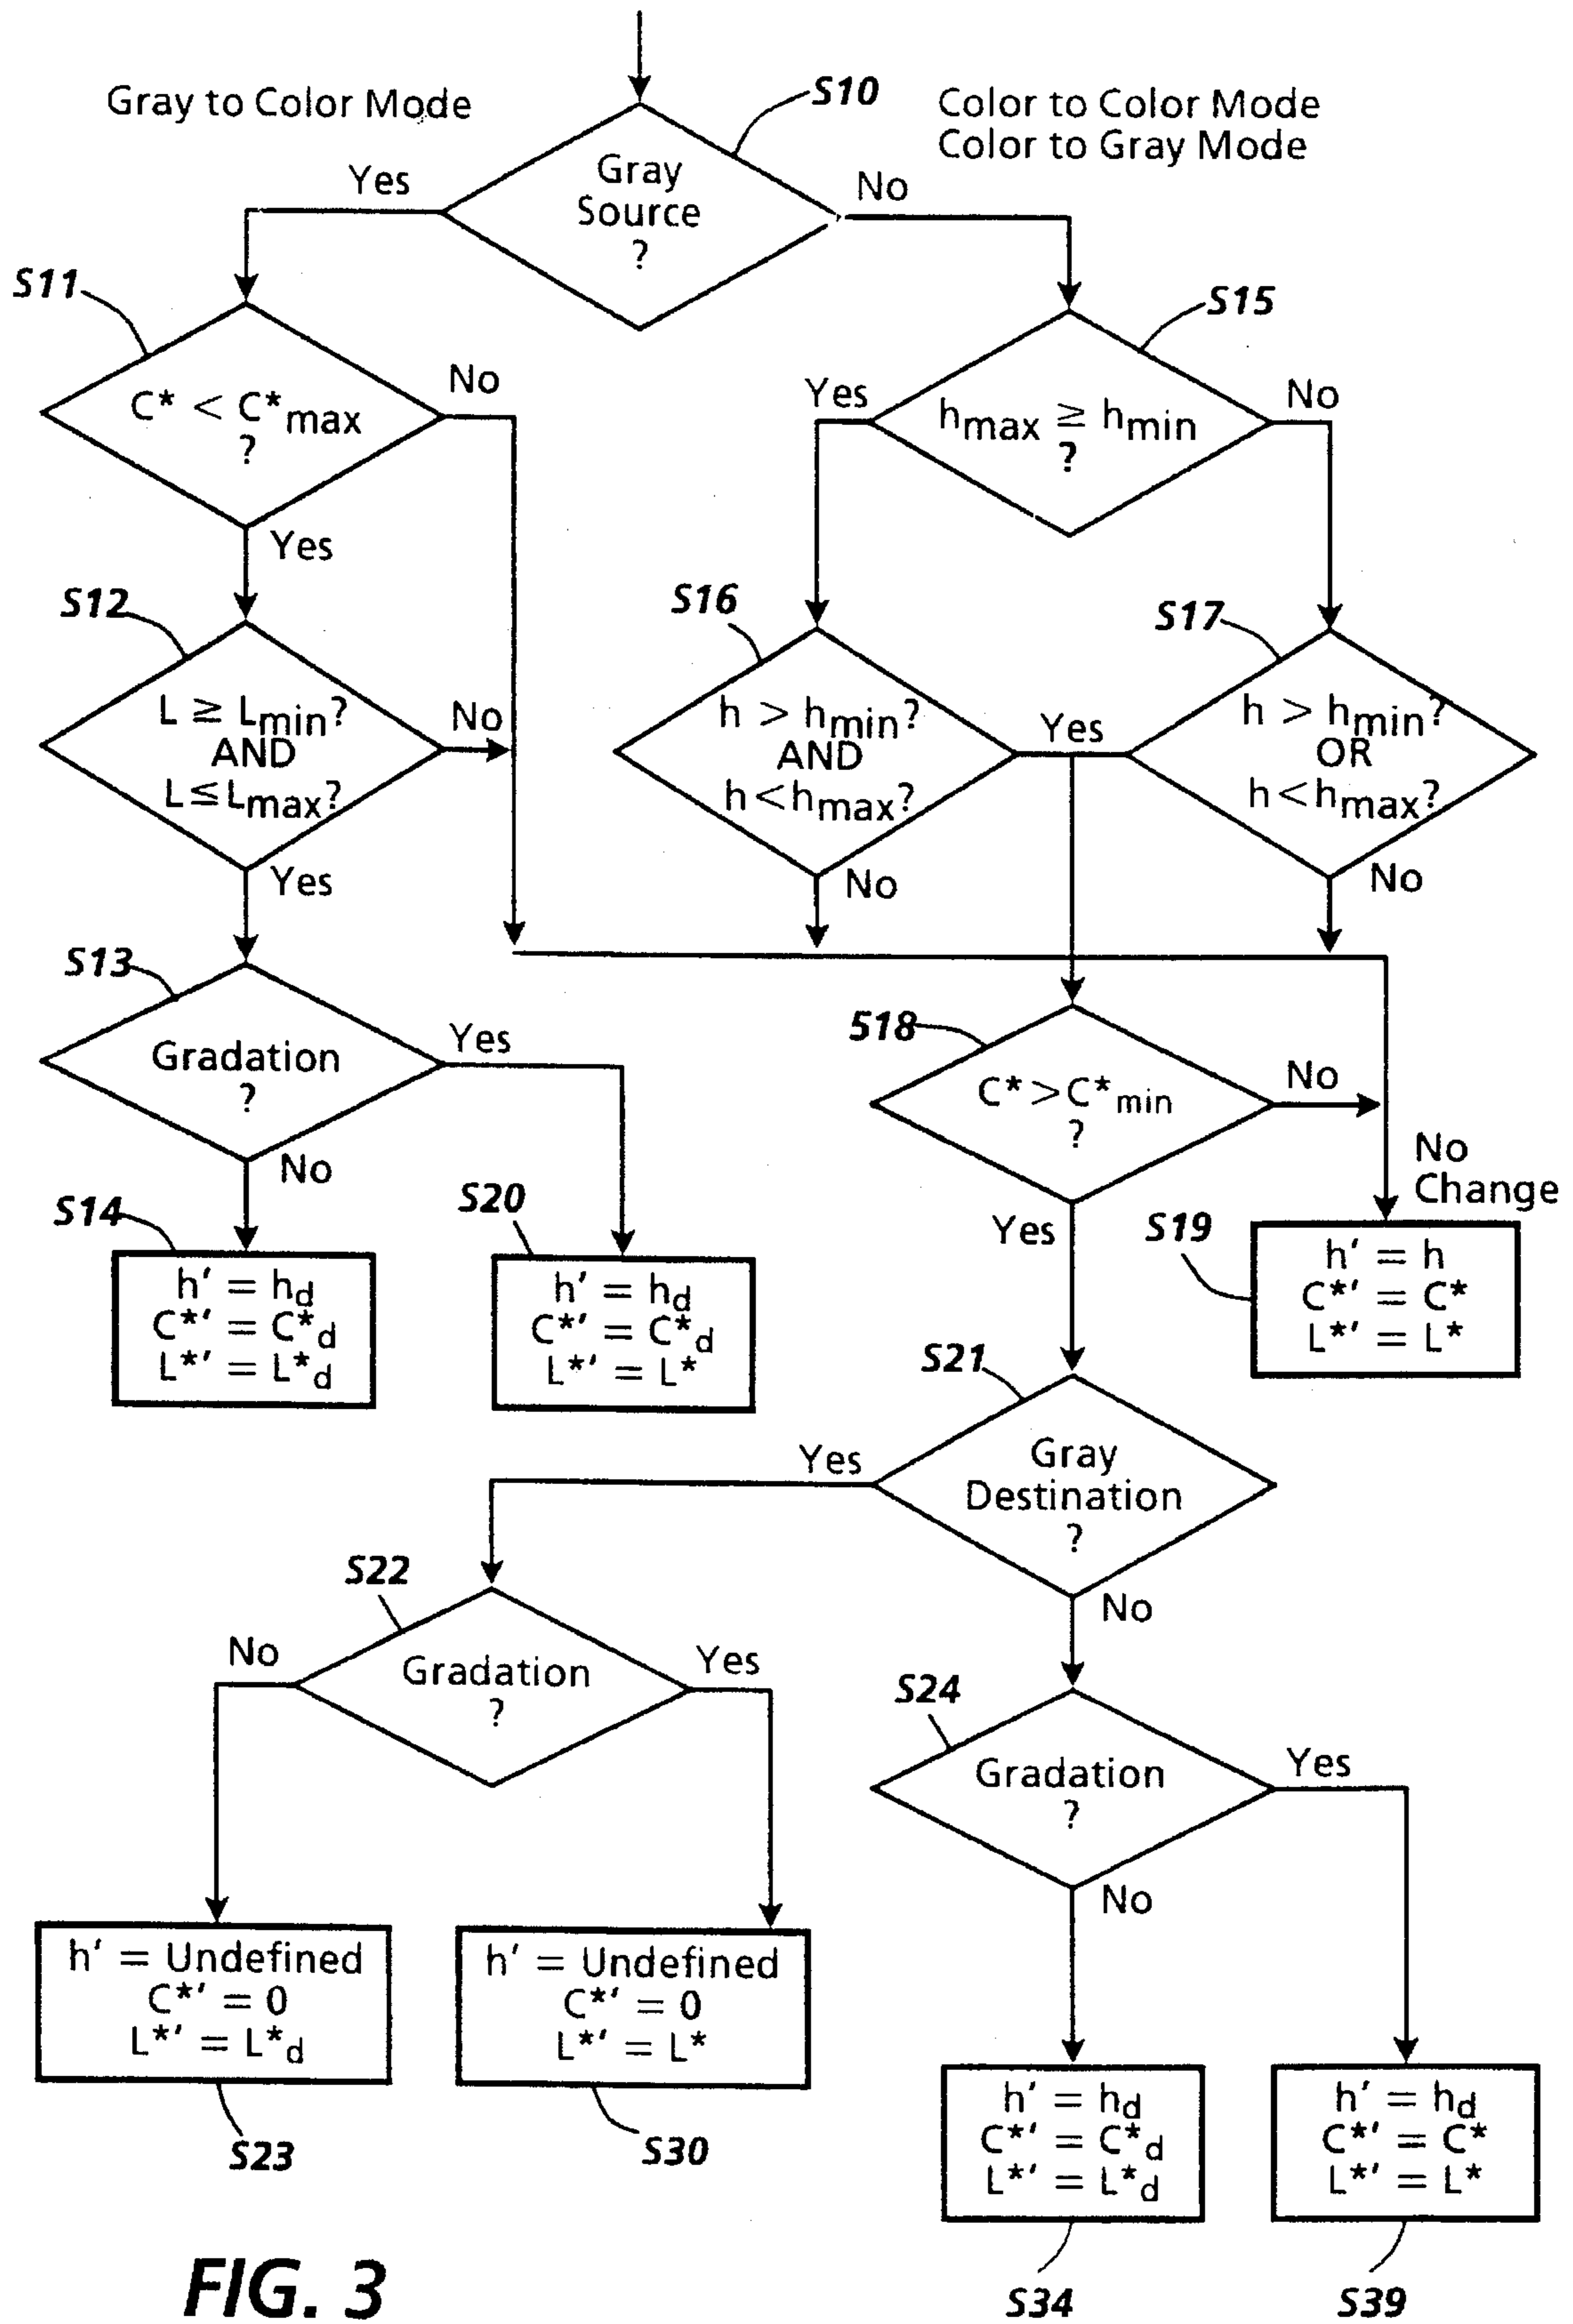 Gray to Color Mode
S10
Color to Color Mode
Color to Gray Mode
Yes
Gray
Source
?
No
S11
C* < C*max
?
No
Yes
S15
Yes
hmax ≥ hmin
?
No
S12
L ≥ Lmin?
AND
L ≤ Lmax?
No
Yes
S16
h > hmin?
AND
h < hmax?
Yes
No
S17
h > hmin?
OR
h < hmax?
No
S13
Gradation
?
Yes
No
518
C* > C*min
?
No
Yes
No
Change
S14
h' = hd
C*' = C*d
L*' = L*d
S20
h' = hd
C*' = C*d
L*' = L*
S19
h' = h
C*' = C*
L*' = L*
S21
Yes
Gray
Destination
?
No
S22
No
Gradation
?
Yes
S24
Gradation
?
Yes
No
h' = Undefined
C*' = 0
L*' = L*d
S23
h' = Undefined
C*' = 0
L*' = L*
S30
h' = hd
C*' = C*d
L*' = L*d
S34
h' = hd
C*' = C*
L*' = L*
S39
FIG. 3